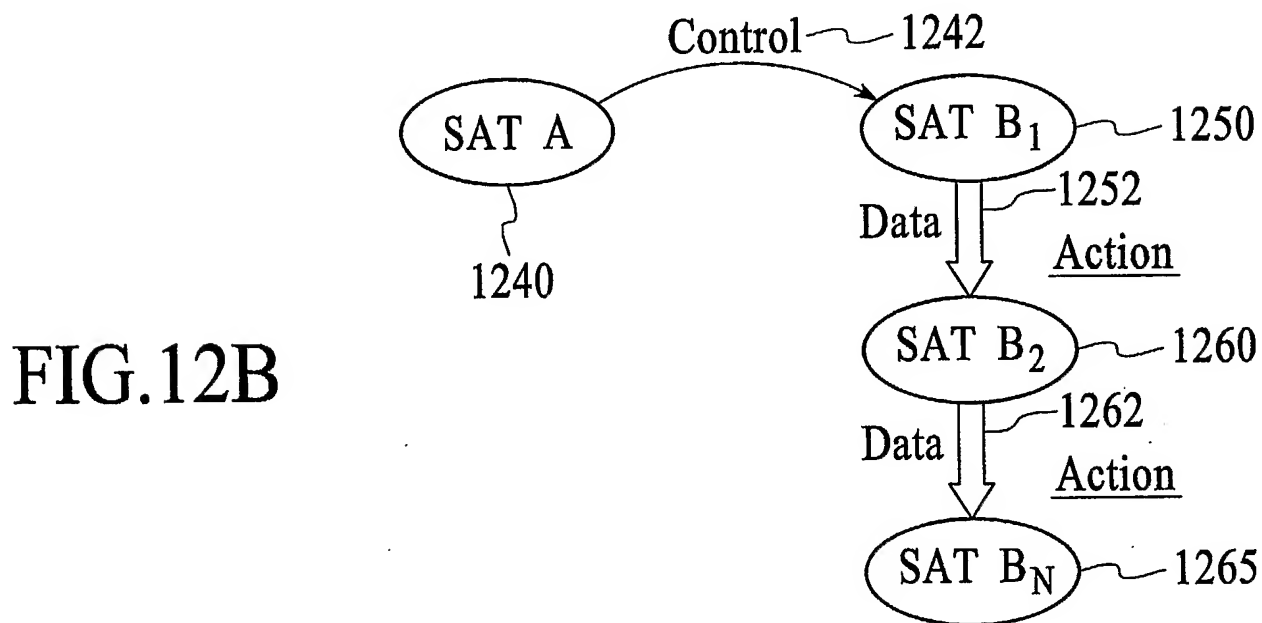 Control 1242
SAT A
SAT B₁ 1250
1252
Data
Action
1240
SAT B₂ 1260
FIG.12B
1262
Data
Action
SAT B_N 1265